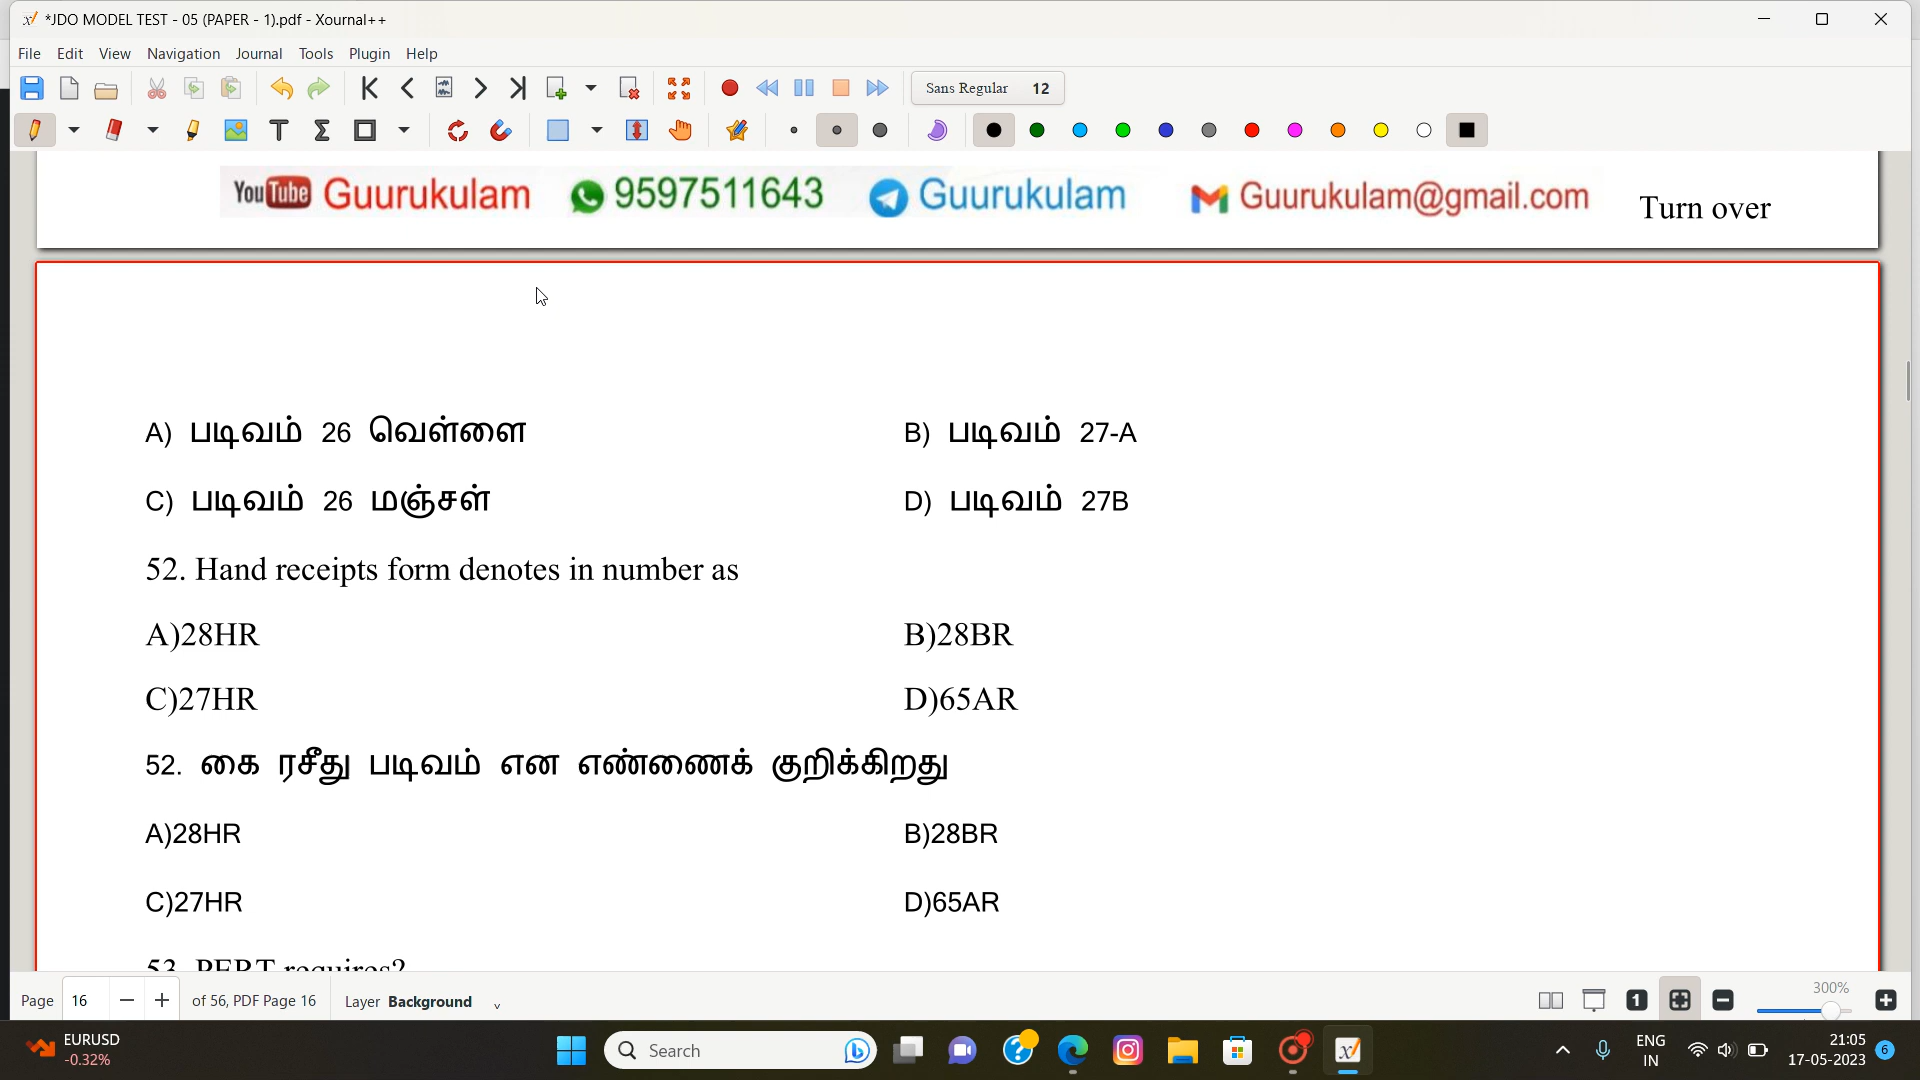 *JDO MODEL TEST - 05 (PAPER - 1).pdf - Xournal++
File Edit View Navigation Journal Tools Plugin Help
Sans Regular 12
YouTube Guurukulam 9597511643 Guurukulam Guurukulam@gmail.com Turn over
A) படிவம் 26 வெள்ளை B) படிவம் 27-A
C) படிவம் 26 மஞ்சள் D) படிவம் 27B
52. Hand receipts form denotes in number as
A)28HR B)28BR
C)27HR D)65AR
52. கை ரசீது படிவம் என எண்ணைக் குறிக்கிறது
A)28HR B)28BR
C)27HR D)65AR
53. PERT requires?
Page 16 of 56, PDF Page 16 Layer Background 300%
EURUSD
-0.32%
Search
ENG
IN
21:05
17-05-2023 6